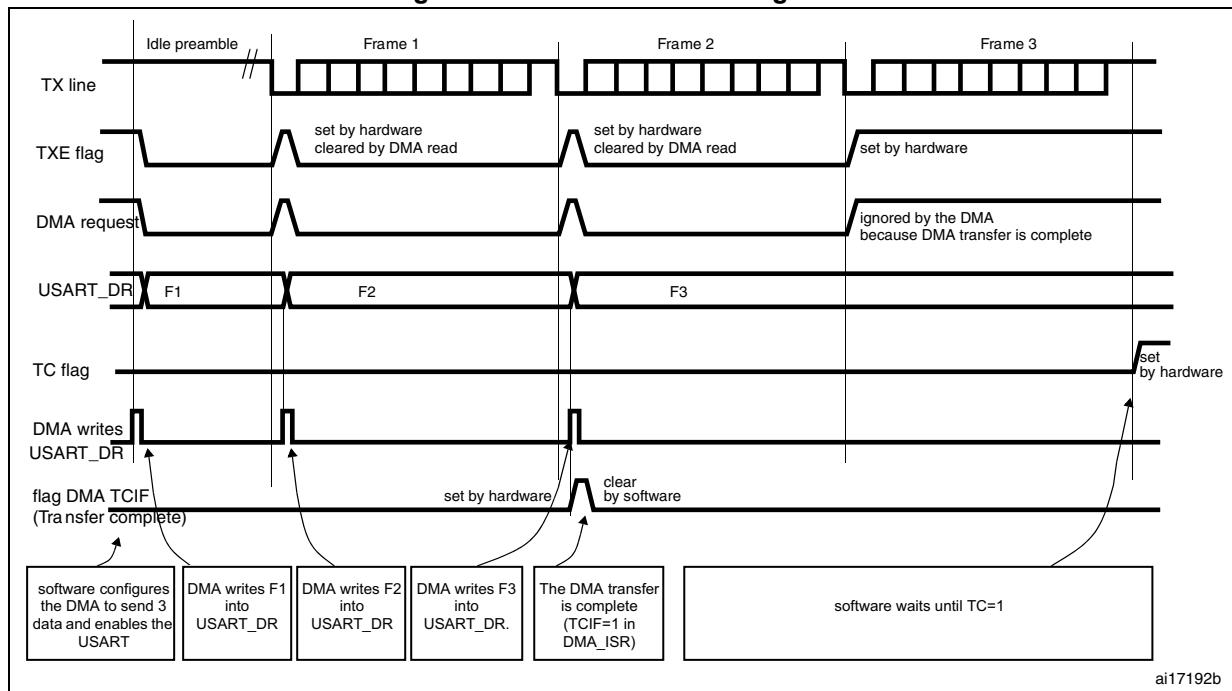 Idle preamble
Frame 1
Frame 2
Frame 3
TX line
TXE flag
set by hardware
cleared by DMA read
set by hardware
cleared by DMA read
set by hardware
DMA request
ignored by the DMA
because DMA transfer is complete
USART_DR
F1
F2
F3
TC flag
set
by hardware
DMA writes
USART_DR
flag DMA TCIF
(Transfer complete)
set by hardware
clear
by software
software configures
the DMA to send 3
data and enables the
USART
DMA writes F1
into
USART_DR
DMA writes F2
into
USART_DR
DMA writes F3
into
USART_DR.
The DMA transfer
is complete
(TCIF=1 in
DMA_ISR)
software waits until TC=1
ai17192b